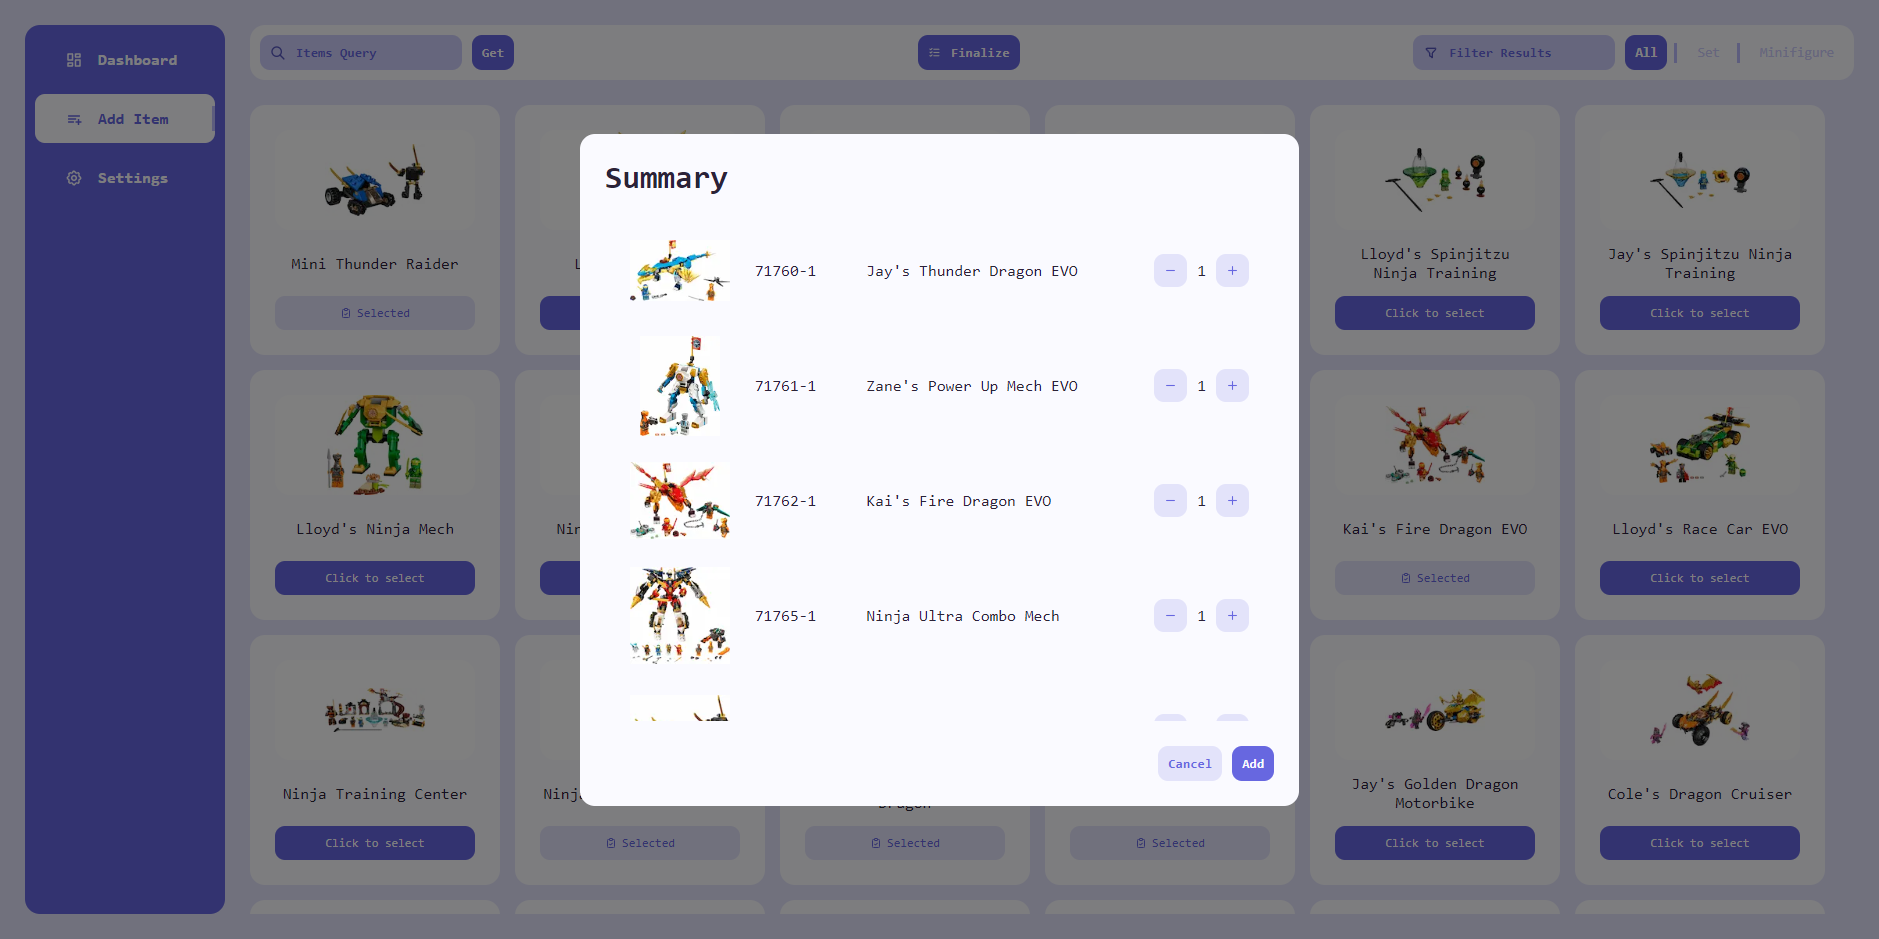 Dashboard
Add Item
Settings
Items Query
Get
Finalize
Filter Results
All
Set
Minifigure
Mini Thunder Raider
Selected
Lloyd's Spinjitzu
Ninja Training
Click to select
Jay's Spinjitzu Ninja
Training
Click to select
Summary
71760-1 Jay's Thunder Dragon EVO − 1 +
71761-1 Zane's Power Up Mech EVO − 1 +
71762-1 Kai's Fire Dragon EVO − 1 +
71765-1 Ninja Ultra Combo Mech − 1 +
Cancel
Add
Lloyd's Ninja Mech
Click to select
Kai's Fire Dragon EVO
Selected
Lloyd's Race Car EVO
Click to select
Ninja Training Center
Click to select
Selected
Dragon
Selected
Selected
Jay's Golden Dragon
Motorbike
Click to select
Cole's Dragon Cruiser
Click to select